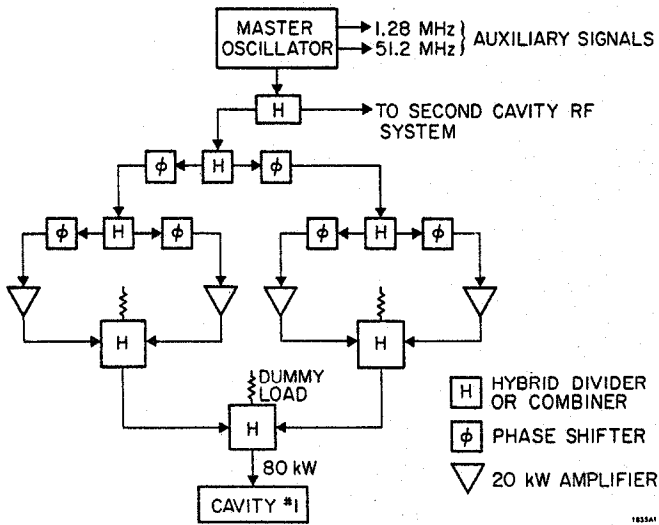 MASTER
OSCILLATOR
1.28 MHz
51.2 MHz
AUXILIARY SIGNALS
H
TO SECOND CAVITY RF
SYSTEM
ϕ H ϕ
ϕ H ϕ ϕ H ϕ
H H
DUMMY
LOAD
H
80 kW
CAVITY #1
H HYBRID DIVIDER
OR COMBINER
ϕ PHASE SHIFTER
20 kW AMPLIFIER